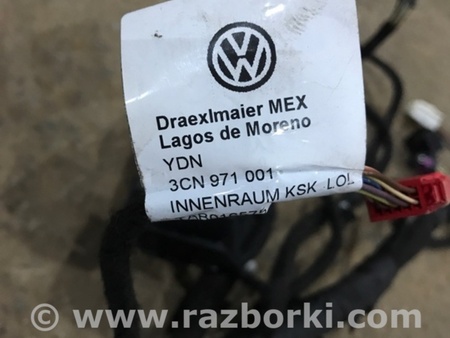 Draexlmaier MEX
Lagos de Moreno
YDN
3CN 971 001
INNENRAUM KSK LOL
© www.razborki.com